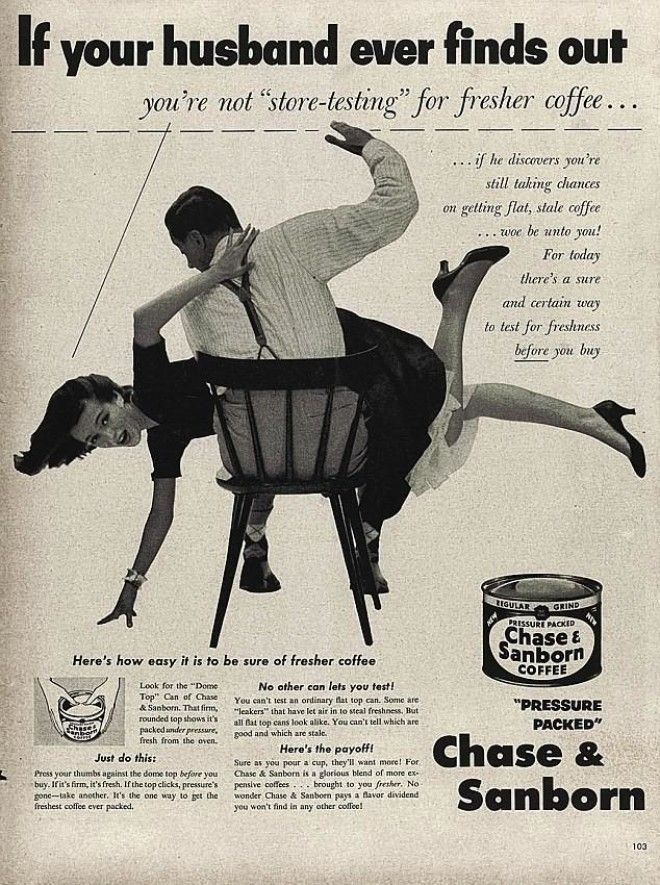 If your husband ever finds out
you're not "store-testing" for fresher coffee...
...if he discovers you're
still taking chances
on getting flat, stale coffee
...woe be unto you!
For today
there's a sure
and certain way
to test for freshness
before you buy
REGULAR GRIND
NEW PRESSURE PACKED NEW
Chase &
Sanborn
COFFEE
"PRESSURE
PACKED"
Chase &
Sanborn
Here's how easy it is to be sure of fresher coffee
Chase &
Sanborn
Look for the "Dome
Top" Can of Chase
& Sanborn. That firm,
rounded top shows it's
packed under pressure,
fresh from the oven.
Just do this:
Press your thumbs against the dome top before you
buy. If it's firm, it's fresh. If the top clicks, pressure's
gone—take another. It's the one way to get the
freshest coffee ever packed.
No other can lets you test!
You can't test an ordinary flat top can. Some are
"leakers" that have let air in to steal freshness. But
all flat top cans look alike. You can't tell which are
good and which are stale.
Here's the payoff!
Sure as you pour a cup, they'll want more! For
Chase & Sanborn is a glorious blend of more ex-
pensive coffees . . . brought to you fresher. No
wonder Chase & Sanborn pays a flavor dividend
you won't find in any other coffee!
103